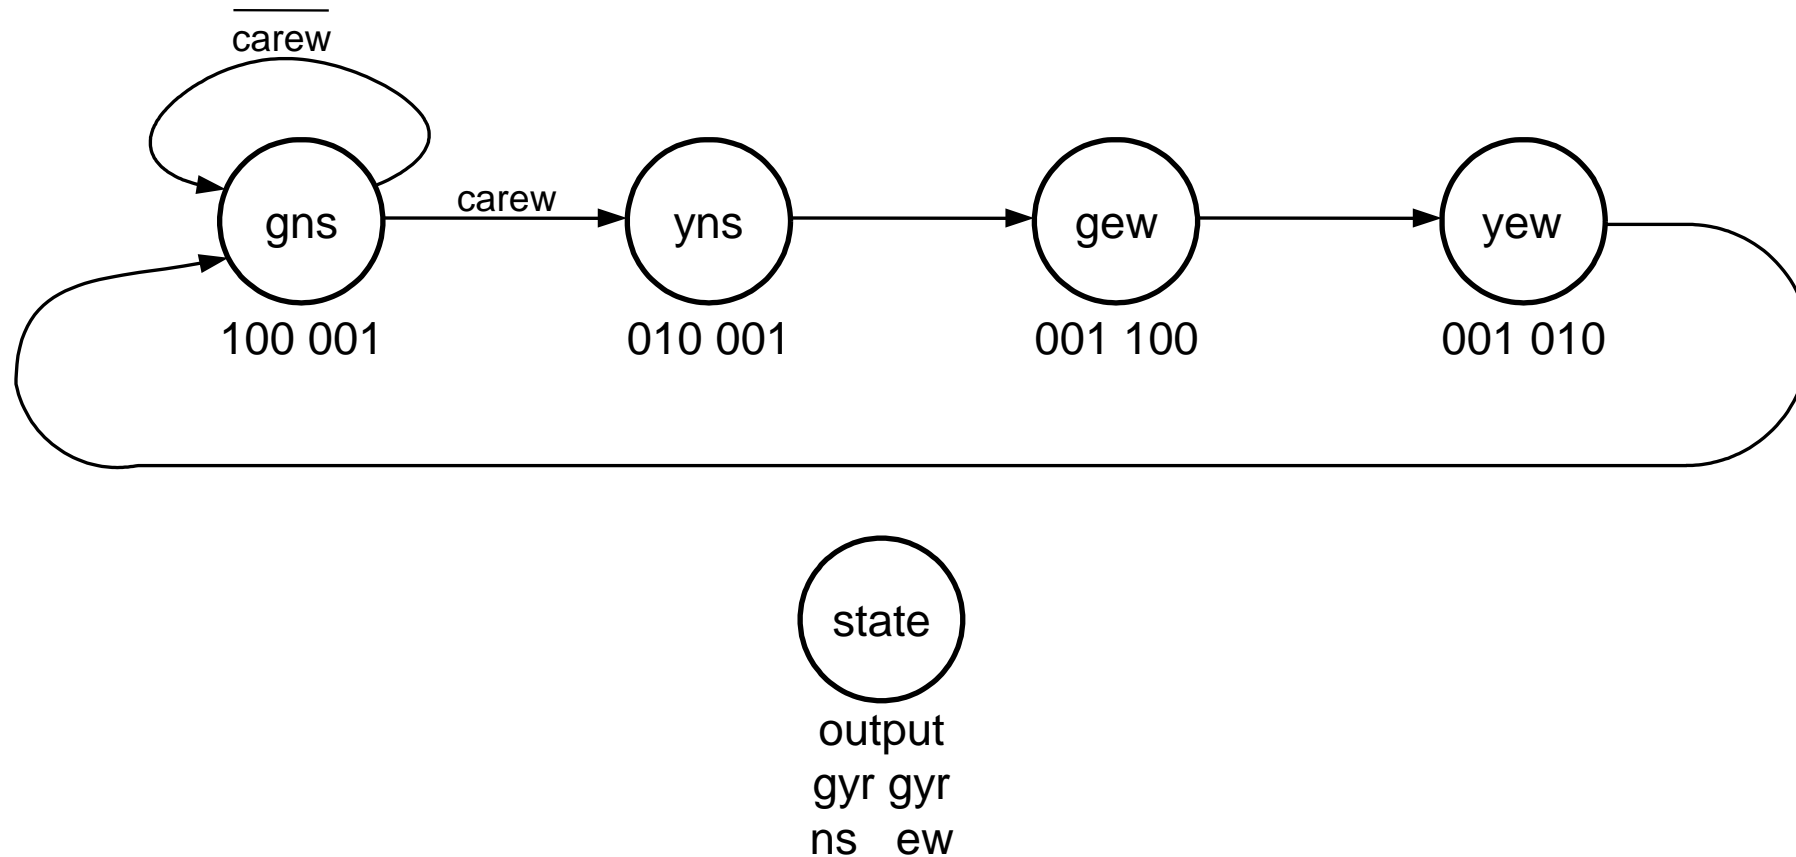 carew
carew
gns yns gew yew
100 001 010 001 001 100 001 010
state
output
gyr gyr
ns ew